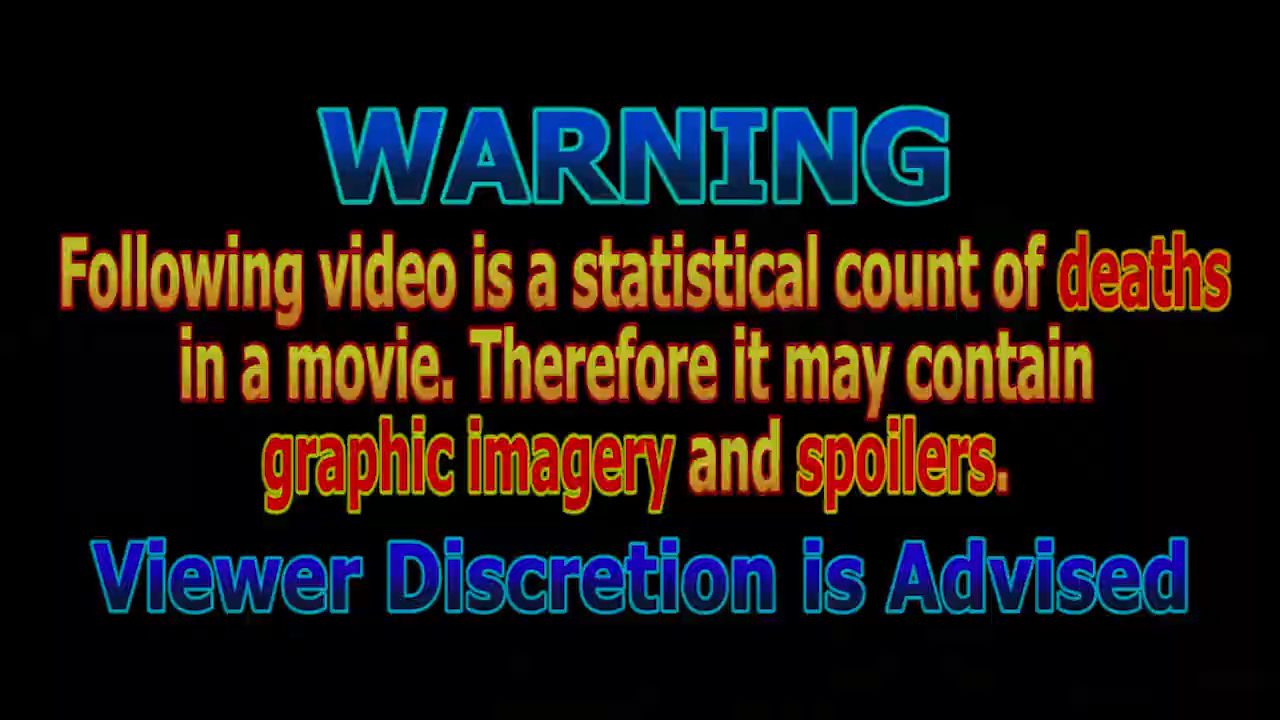 WARNING
Following video is a statistical count of deaths
in a movie. Therefore it may contain
graphic imagery and spoilers.
Viewer Discretion is Advised